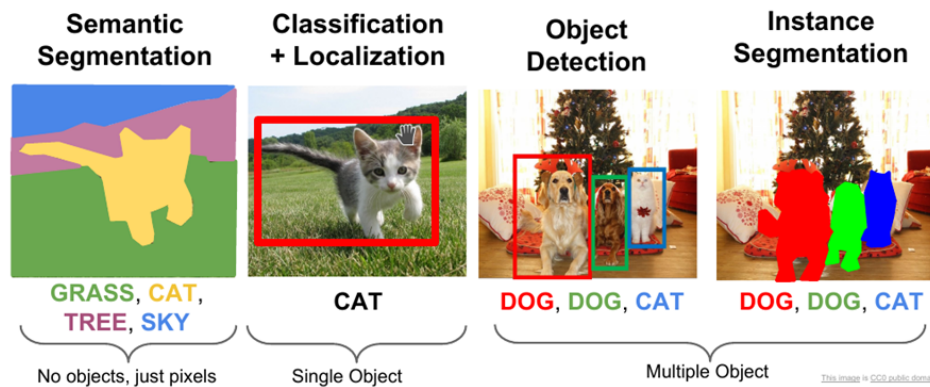 Semantic
Segmentation
Classification
+ Localization
Object
Detection
Instance
Segmentation
GRASS, CAT,
TREE, SKY
CAT
DOG, DOG, CAT
DOG, DOG, CAT
No objects, just pixels
Single Object
Multiple Object
This image is CC0 public doma